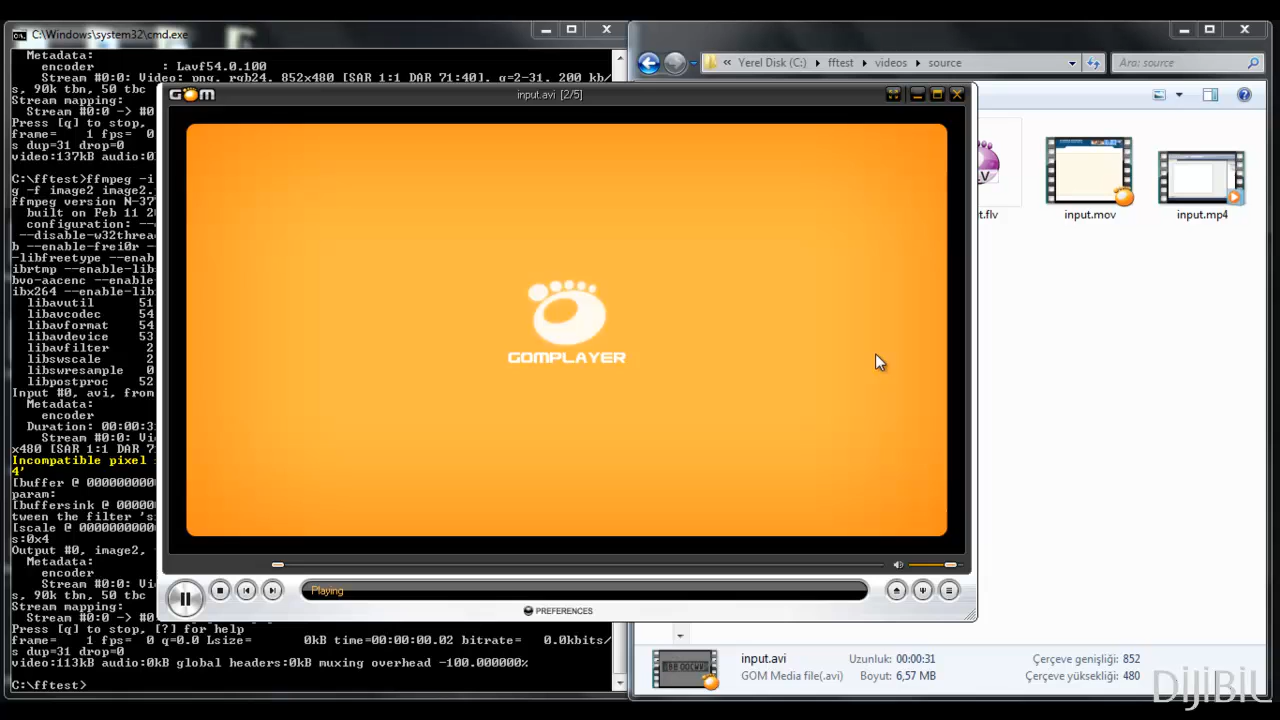 C:\Windows\system32\cmd.exe
Metadata:
encoder : Lavf54.0.100
Stream #0:0: Video: png, rgb24, 852x480 [SAR 1:1 DAR 71:40], q=2-31, 200 kb/
s, 90k tbn, 50 tbc
Stream mapping:
Stream #0:0 -> #0
Press [q] to stop,
frame= 1 fps= 0
s dup=31 drop=0
video:137kB audio:0
C:\fftest>ffmpeg -i
g -f image2 image2.
ffmpeg version N-37
built on Feb 11 2
configuration: --
--disable-w32threa
b --enable-frei0r -
-libfreetype --enab
ibrtmp --enable-lib
bvo-aacenc --enable
ibx264 --enable-lib
libavutil 51
libavcodec 54
libavformat 54
libavdevice 53
libavfilter 2
libswscale 2
libswresample 0
libpostproc 52
Input #0, avi, from
Metadata:
encoder
Duration: 00:00:3
Stream #0:0: Vi
x480 [SAR 1:1 DAR 7
Incompatible pixel
4'
[buffer @ 000000000
param:
[buffersink @ 00000
tween the filter 's
[scale @ 0000000000
s:0x4
Output #0, image2,
Metadata:
encoder
Stream #0:0: Vi
s, 90k tbn, 50 tbc
Stream mapping:
Stream #0:0 -> #0
Press [q] to stop, [?] for help
frame= 1 fps= 0 q=0.0 Lsize= 0kB time=00:00:00.02 bitrate= 0.0kbits/
s dup=31 drop=0
video:113kB audio:0kB global headers:0kB muxing overhead -100.000000%
C:\fftest>
GOM
input.avi [2/5]
GOMPLAYER
Playing
PREFERENCES
« Yerel Disk (C:) ▸ fftest ▸ videos ▸ source
Ara: source
LV
t.flv
input.mov
input.mp4
input.avi Uzunluk: 00:00:31 Çerçeve genişliği: 852
GOM Media file(.avi) Boyut: 6,57 MB Çerçeve yüksekliği: 480
DijiBiL